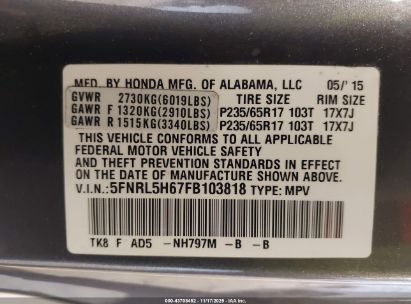 MFD. BY HONDA MFG. OF ALABAMA, LLC 05/'15
GVWR 2730KG(6019LBS) TIRE SIZE RIM SIZE
GAWR F 1320KG(2910LBS) P235/65R17 103T 17X7J
GAWR R 1515KG(3340LBS) P235/65R17 103T 17X7J
THIS VEHICLE CONFORMS TO ALL APPLICABLE
FEDERAL MOTOR VEHICLE SAFETY
AND THEFT PREVENTION STANDARDS IN EFFECT
ON THE DATE OF MANUFACTURE SHOWN ABOVE.
V.I.N: 5FNRL5H67FB103818 TYPE: MPV
TK8 F AD5 -NH797M -B -B